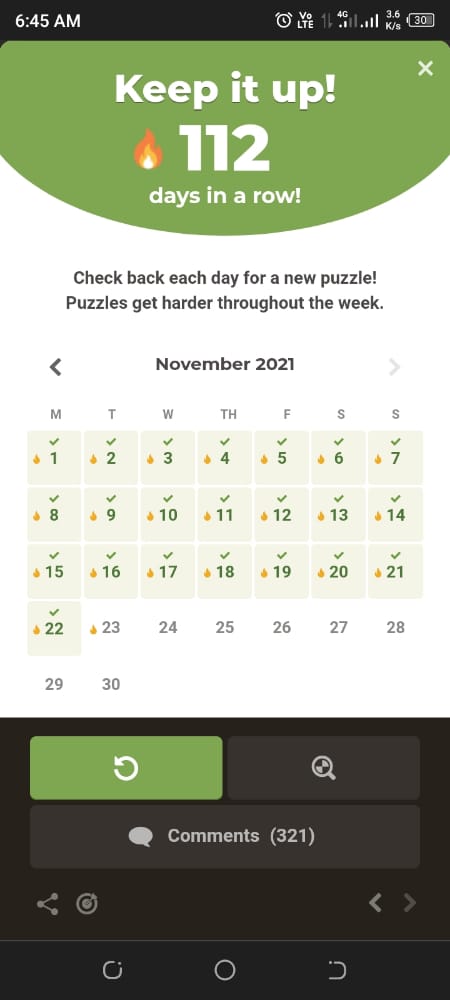 6:45 AM Vo LTE 4G 3.6 K/s 30
Keep it up!
112
days in a row!
Check back each day for a new puzzle!
Puzzles get harder throughout the week.
November 2021
M T W TH F S S
1 2 3 4 5 6 7
8 9 10 11 12 13 14
15 16 17 18 19 20 21
22 23 24 25 26 27 28
29 30
Comments (321)